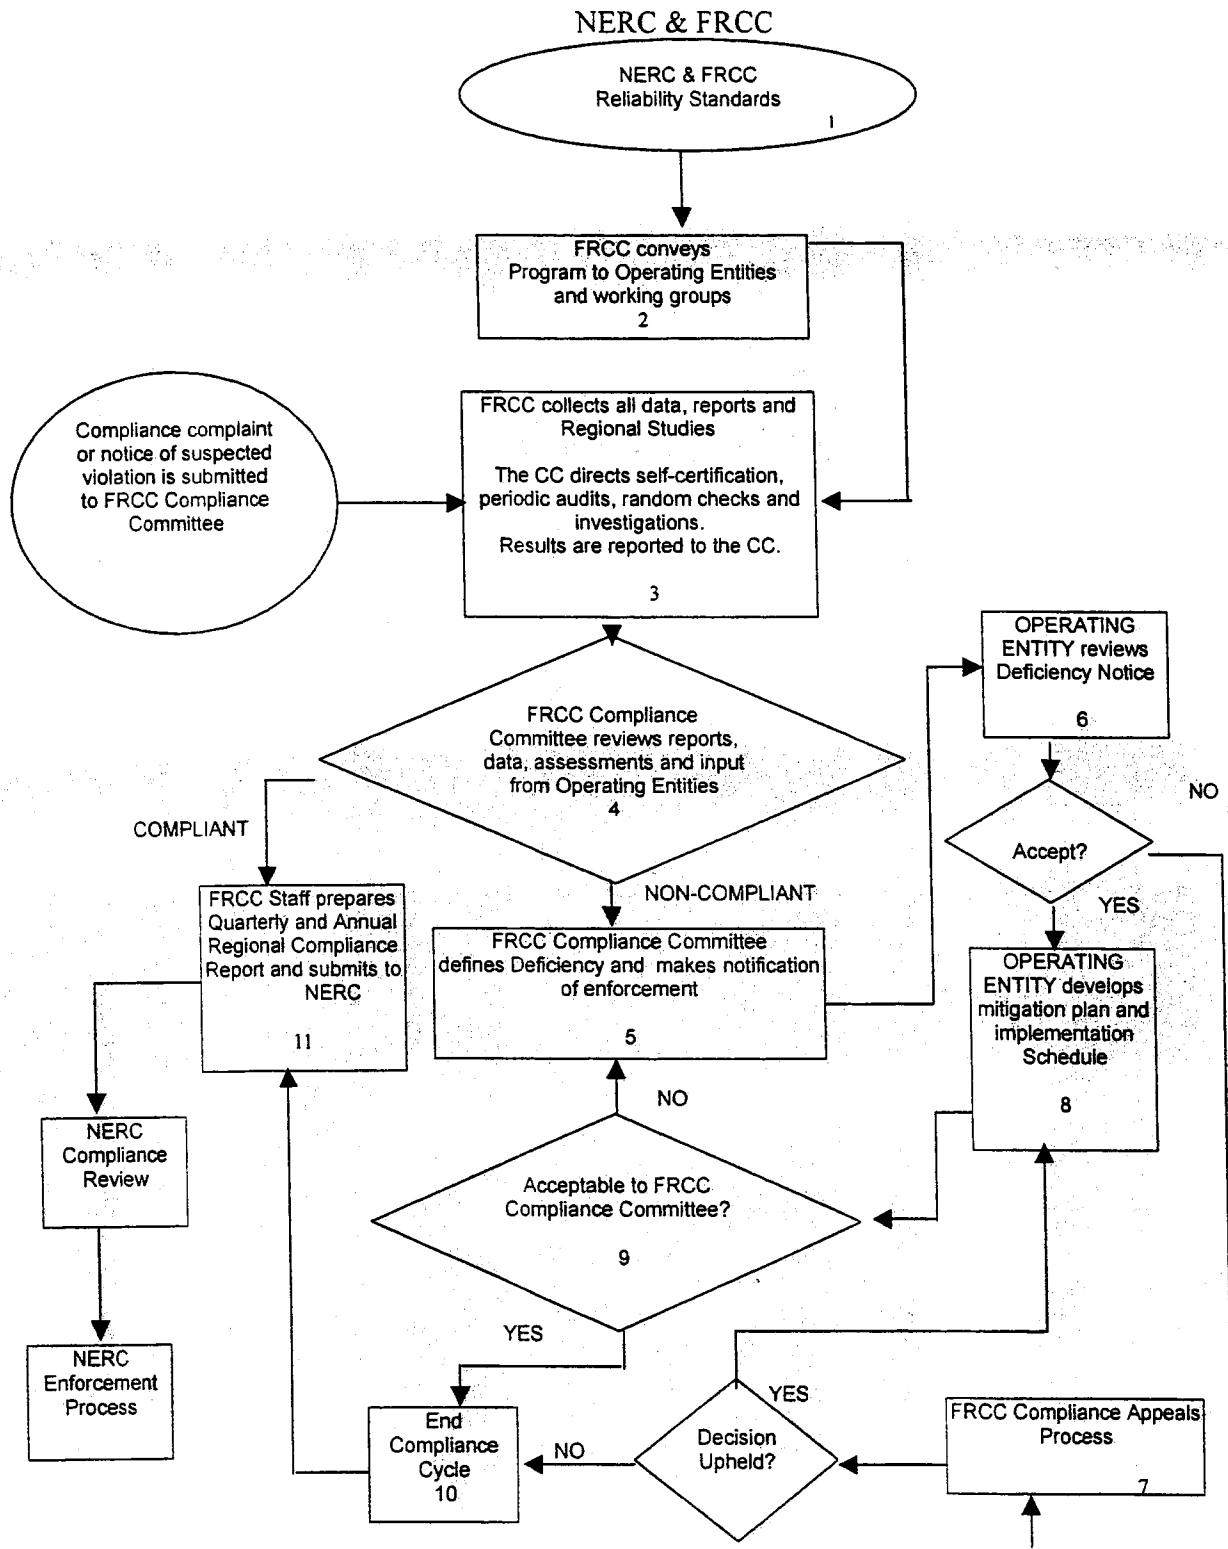 NERC & FRCC
NERC & FRCC
Reliability Standards
1
FRCC conveys
Program to Operating Entities
and working groups
2
Compliance complaint
or notice of suspected
violation is submitted
to FRCC Compliance
Committee
FRCC collects all data, reports and
Regional Studies
The CC directs self-certification,
periodic audits, random checks and
investigations.
Results are reported to the CC.
3
FRCC Compliance
Committee reviews reports,
data, assessments and input
from Operating Entities
4
OPERATING
ENTITY reviews
Deficiency Notice
6
NO
Accept?
YES
COMPLIANT
NON-COMPLIANT
FRCC Staff prepares
Quarterly and Annual
Regional Compliance
Report and submits to
NERC
11
FRCC Compliance Committee
defines Deficiency and makes notification
of enforcement
5
OPERATING
ENTITY develops
mitigation plan and
implementation
Schedule
8
NO
NERC
Compliance
Review
Acceptable to FRCC
Compliance Committee?
9
YES
NERC
Enforcement
Process
End
Compliance
Cycle
10
NO
Decision
Upheld?
YES
FRCC Compliance Appeals
Process
7